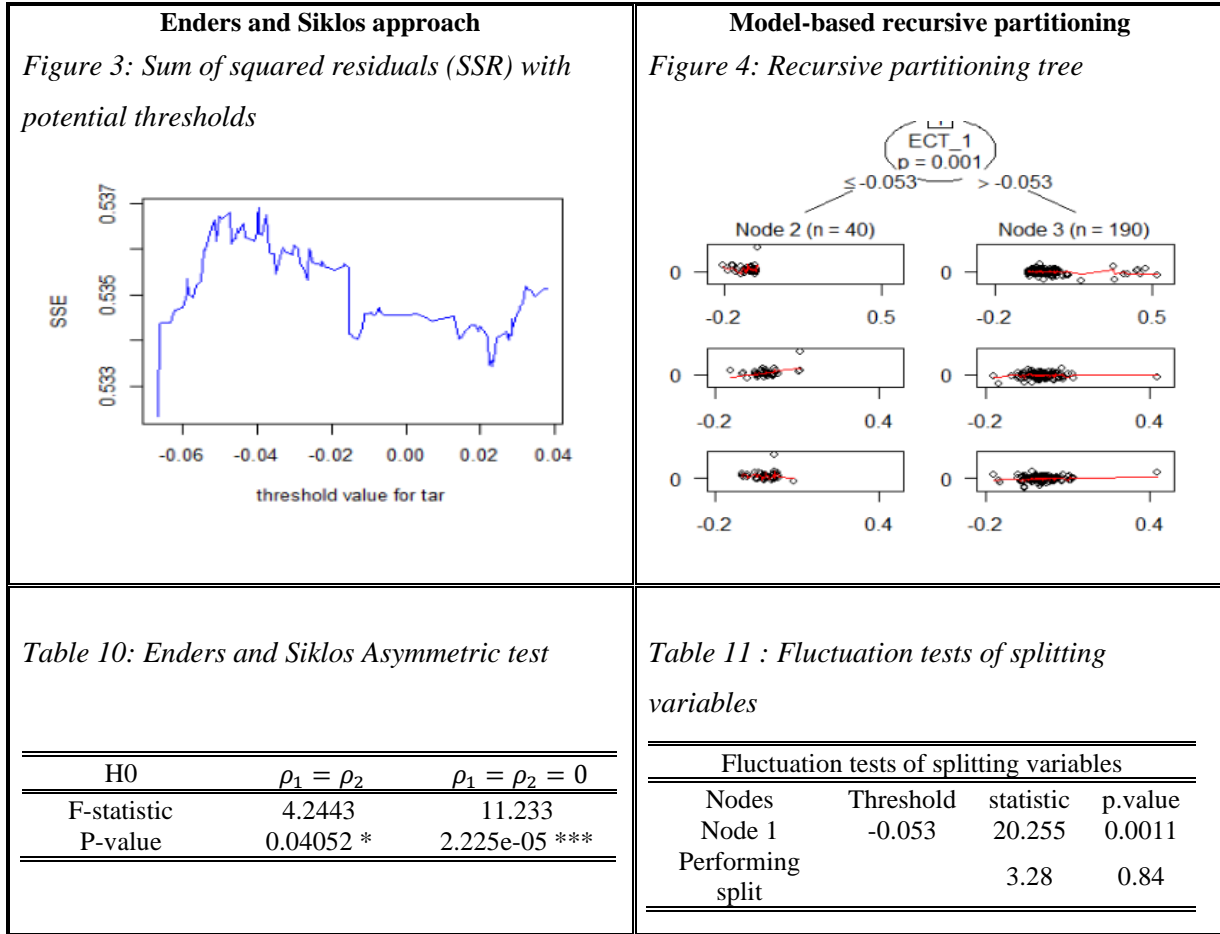 Enders and Siklos approach
Figure 3: Sum of squared residuals (SSR) with
potential thresholds
0.537
0.535
0.533
SSE
-0.06 -0.04 -0.02 0.00 0.02 0.04
threshold value for tar
Model-based recursive partitioning
Figure 4: Recursive partitioning tree
ECT_1
p = 0.001
≤ -0.053 > -0.053
Node 2 (n = 40) Node 3 (n = 190)
0 0
-0.2 0.5 -0.2 0.5
0 0
-0.2 0.4 -0.2 0.4
0 0
-0.2 0.4 -0.2 0.4
Table 10: Enders and Siklos Asymmetric test
H0 𝜌1 = 𝜌2 𝜌1 = 𝜌2 = 0
F-statistic 4.2443 11.233
P-value 0.04052 * 2.225e-05 ***
Table 11 : Fluctuation tests of splitting
variables
Fluctuation tests of splitting variables
Nodes Threshold statistic p.value
Node 1 -0.053 20.255 0.0011
Performing
split 3.28 0.84